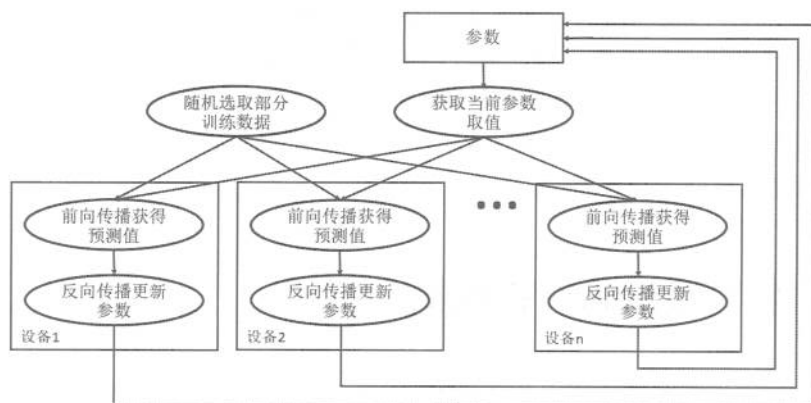 参数
随机选取部分
训练数据
获取当前参数
取值
前向传播获得
预测值
反向传播更新
参数
设备1
前向传播获得
预测值
反向传播更新
参数
设备2
前向传播获得
预测值
反向传播更新
参数
设备n